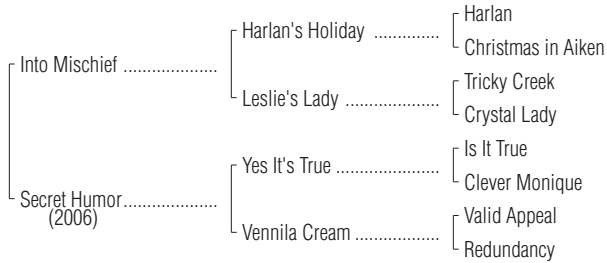 Harlan
Harlan's Holiday ..............
Christmas in Aiken
Into Mischief ....................
Tricky Creek
Leslie's Lady ....................
Crystal Lady
Is It True
Yes It's True ......................
Clever Monique
Secret Humor....................
(2006)
Valid Appeal
Vennila Cream ..................
Redundancy